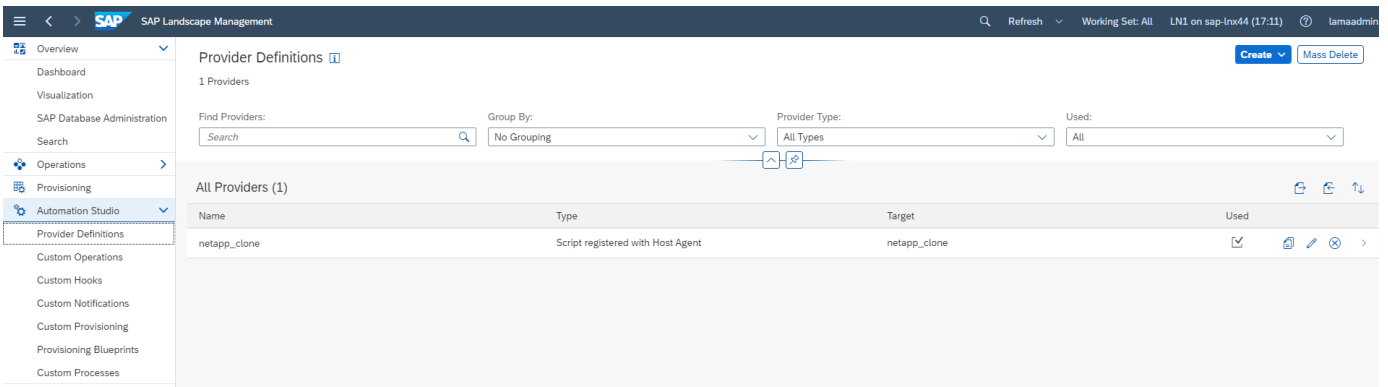 SAP SAP Landscape Management Refresh Working Set: All LN1 on sap-lnx44 (17:11) lamaadmin
Overview
Dashboard
Visualization
SAP Database Administration
Search
Operations
Provisioning
Automation Studio
Provider Definitions
Custom Operations
Custom Hooks
Custom Notifications
Custom Provisioning
Provisioning Blueprints
Custom Processes
Provider Definitions
Create Mass Delete
1 Providers
Find Providers: Group By: Provider Type: Used:
Search No Grouping All Types All
All Providers (1)
Name Type Target Used
netapp_clone Script registered with Host Agent netapp_clone